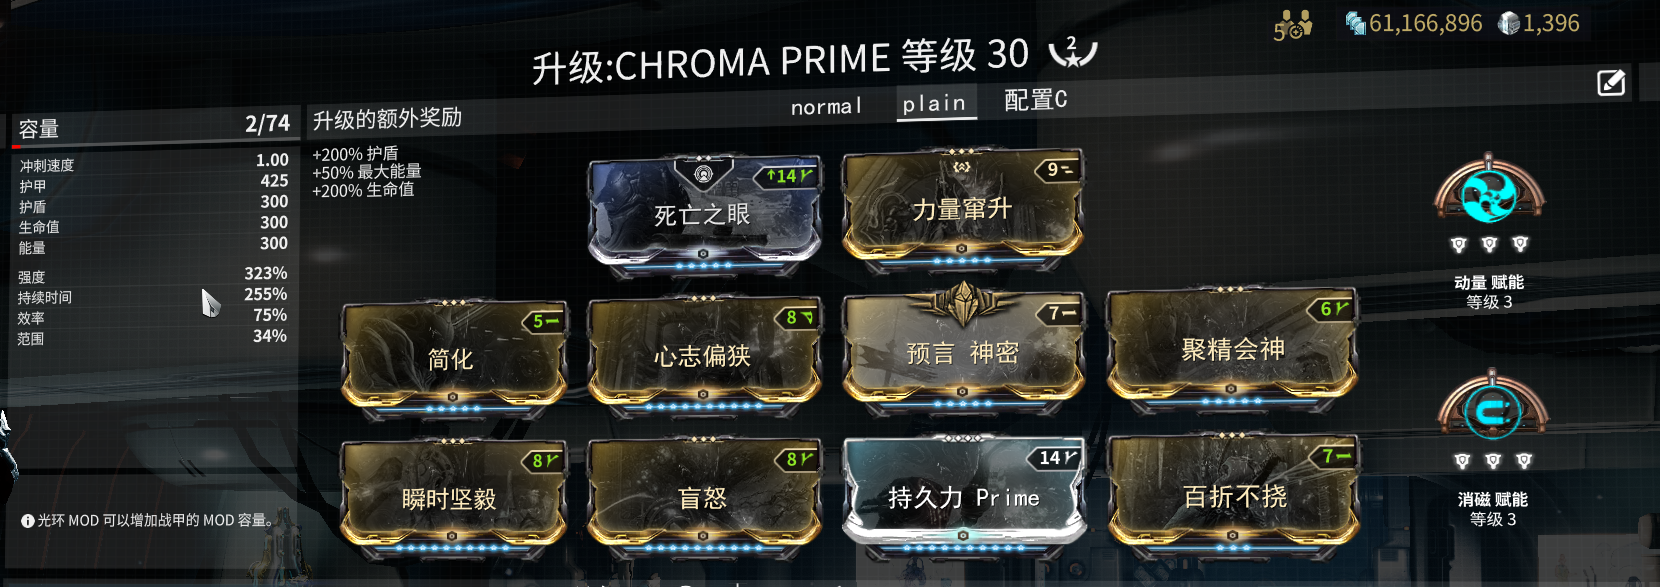 5
61,166,896
1,396
升级:CHROMA PRIME 等级 30
2
normal
plain
配置C
容量 2/74
升级的额外奖励
+200% 护盾
+50% 最大能量
+200% 生命值
冲刺速度 1.00
护甲 425
护盾 300
生命值 300
能量 300
强度 323%
持续时间 255%
效率 75%
范围 34%
14
死亡之眼
9
力量窜升
动量 赋能
等级 3
5
简化
8
心志偏狭
7
预言 神密
6
聚精会神
8
瞬时坚毅
8
盲怒
14
持久力 Prime
7
百折不挠
消磁 赋能
等级 3
光环 MOD 可以增加战甲的 MOD 容量。